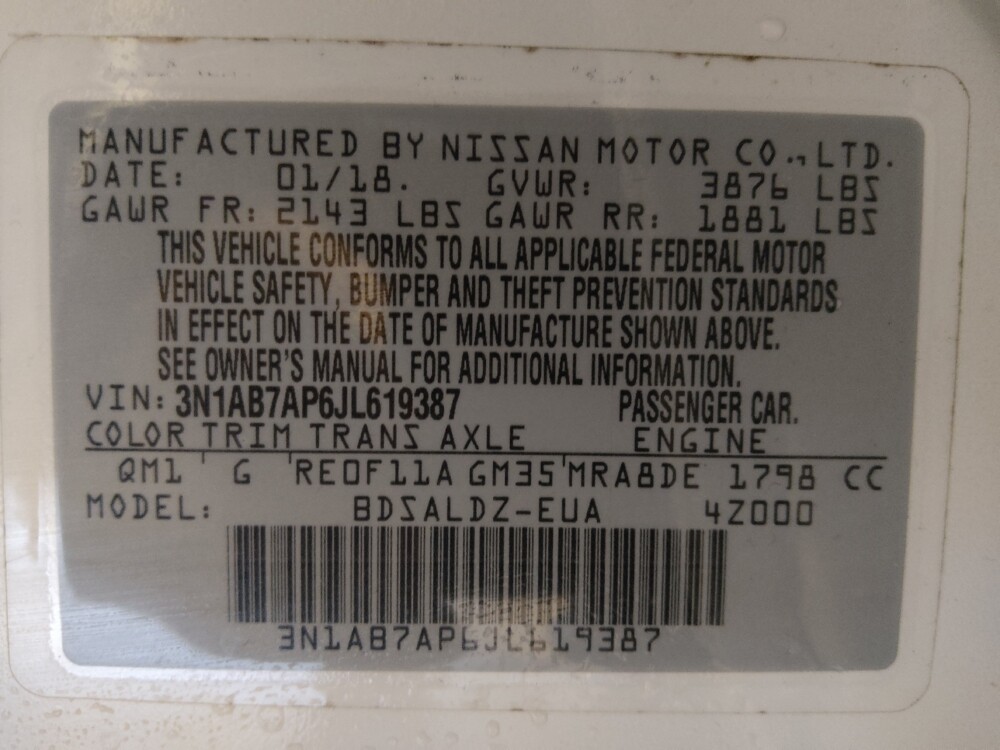 MANUFACTURED BY NISSAN MOTOR CO., LTD.
DATE: 01/18. GVWR: 3876 LBS
GAWR FR: 2143 LBS GAWR RR: 1881 LBS
THIS VEHICLE CONFORMS TO ALL APPLICABLE FEDERAL MOTOR
VEHICLE SAFETY, BUMPER AND THEFT PREVENTION STANDARDS
IN EFFECT ON THE DATE OF MANUFACTURE SHOWN ABOVE.
SEE OWNER'S MANUAL FOR ADDITIONAL INFORMATION.
VIN: 3N1AB7AP6JL619387 PASSENGER CAR.
COLOR TRIM TRANS AXLE ENGINE
QM1 G RE0F11A GM35 MRA8DE 1798 CC
MODEL: BDSALDZ-EUA 4Z000
3N1AB7AP6JL619387